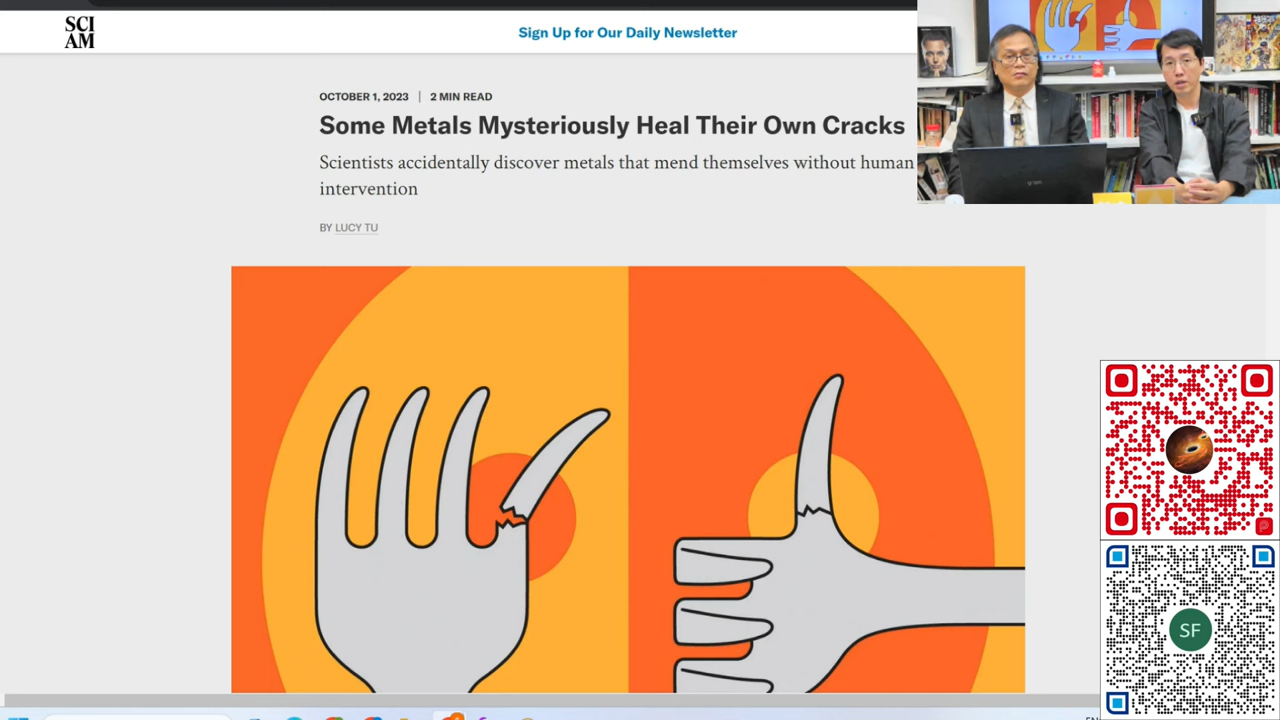 SCI
AM
Sign Up for Our Daily Newsletter
OCTOBER 1, 2023 | 2 MIN READ
Some Metals Mysteriously Heal Their Own Cracks
Scientists accidentally discover metals that mend themselves without human
intervention
BY LUCY TU
SF